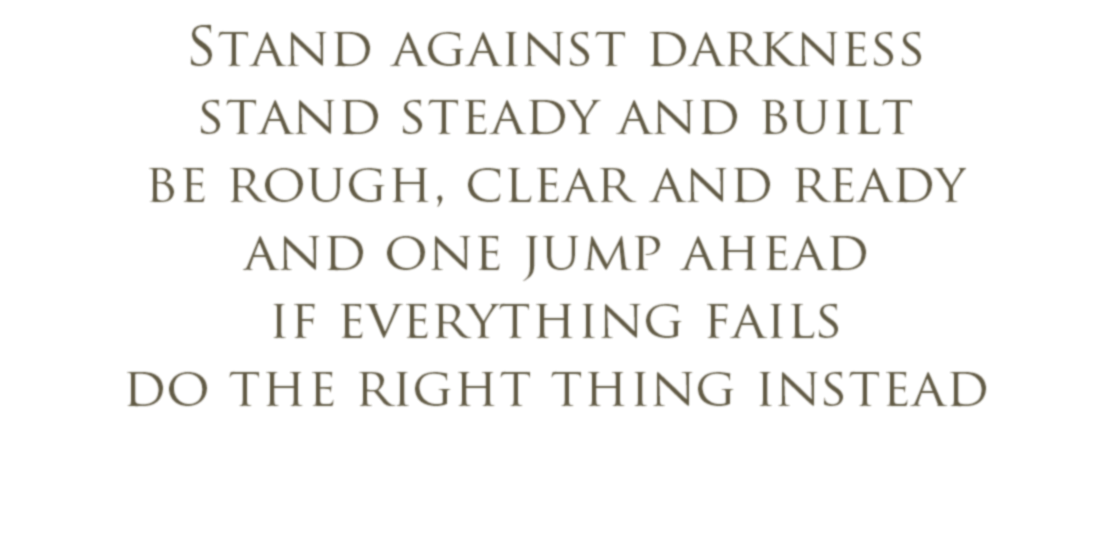 Stand against darkness
stand steady and built
be rough, clear and ready
and one jump ahead
if everything fails
do the right thing instead